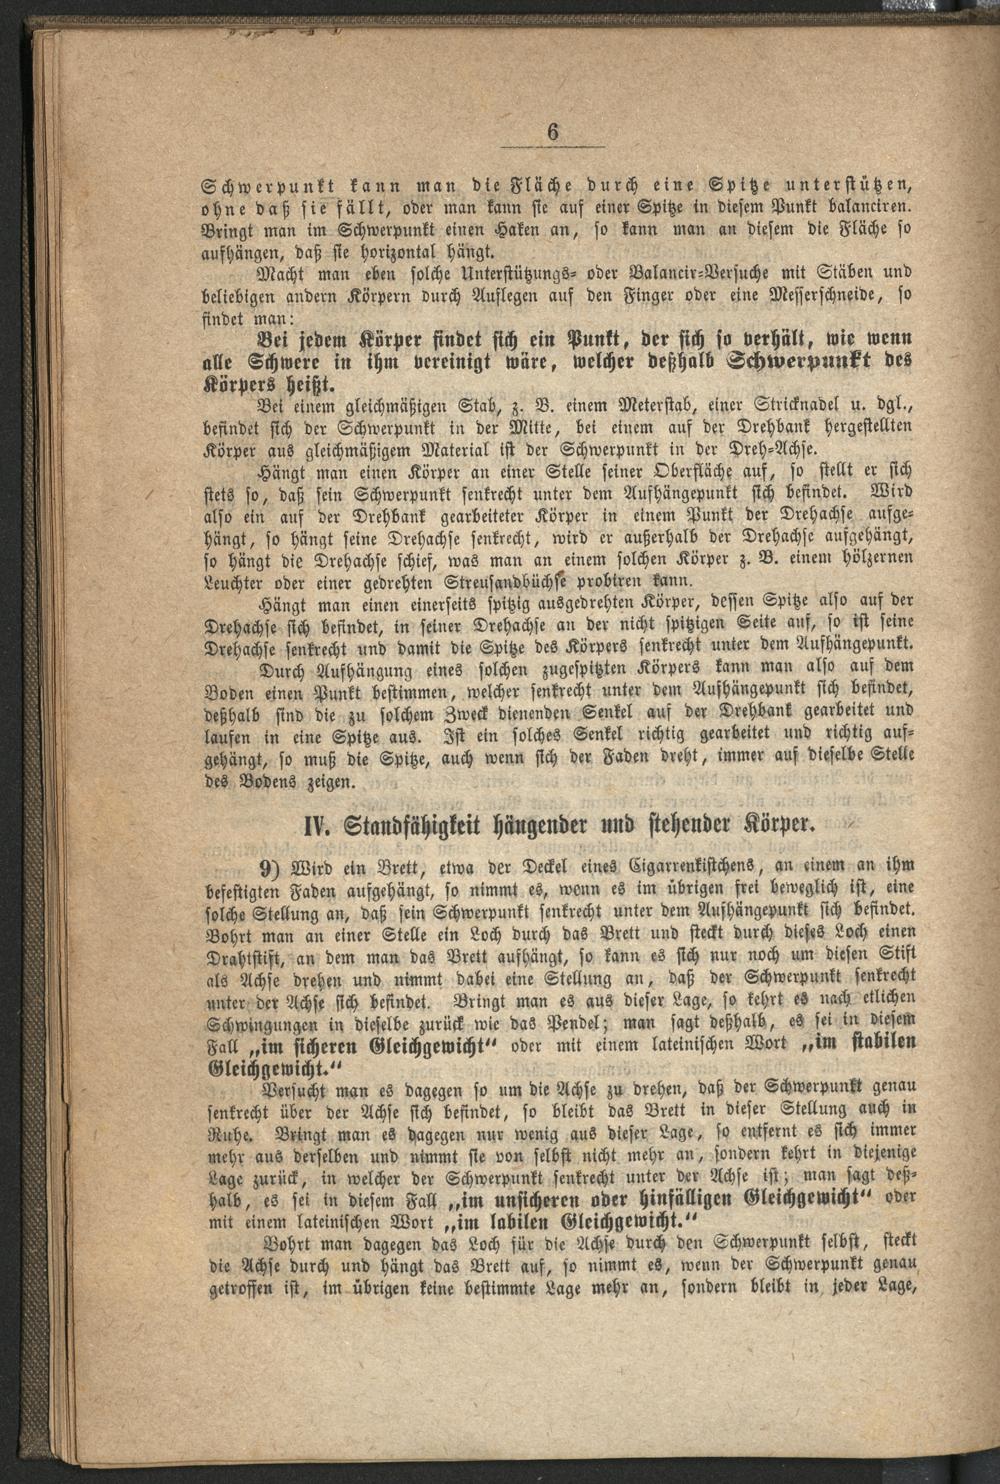 6
Schwerpunkt kann man die Fläche durch eine Spitze unterstützen,
ohne daß sie fällt, oder man kann sie auf einer Spitze in diesem Punkt balanciren.
Bringt man im Schwerpunkt einen Haken an, so kann man an diesem die Fläche so
aufhängen, daß sie horizontal hängt.
Macht man eben solche Unterstützungs- oder Balancir-Versuche mit Stäben und
beliebigen andern Körpern durch Auflegen auf den Finger oder eine Messerschneide, so
findet man:
Bei jedem Körper findet sich ein Punkt, der sich so verhält, wie wenn
alle Schwere in ihm vereinigt wäre, welcher deßhalb Schwerpunkt des
Körpers heißt.
Bei einem gleichmäßigen Stab, z. B. einem Meterstab, einer Stricknadel u. dgl.,
befindet sich der Schwerpunkt in der Mitte, bei einem auf der Drehbank hergestellten
Körper aus gleichmäßigem Material ist der Schwerpunkt in der Dreh-Achse.
Hängt man einen Körper an einer Stelle seiner Oberfläche auf, so stellt er sich
stets so, daß sein Schwerpunkt senkrecht unter dem Aufhängepunkt sich befindet. Wird
also ein auf der Drehbank gearbeiteter Körper in einem Punkt der Drehachse aufge-
hängt, so hängt seine Drehachse senkrecht, wird er außerhalb der Drehachse aufgehängt,
so hängt die Drehachse schief, was man an einem solchen Körper z. B. einem hölzernen
Leuchter oder einer gedrehten Streusandbüchse probiren kann.
Hängt man einen einerseits spitzig ausgedrehten Körper, dessen Spitze also auf der
Drehachse sich befindet, in seiner Drehachse an der nicht spitzigen Seite auf, so ist seine
Drehachse senkrecht und damit die Spitze des Körpers senkrecht unter dem Aufhängepunkt.
Durch Aufhängung eines solchen zugespitzten Körpers kann man also auf dem
Boden einen Punkt bestimmen, welcher senkrecht unter dem Aufhängepunkt sich befindet,
deßhalb sind die zu solchem Zweck dienenden Senkel auf der Drehbank gearbeitet und
laufen in eine Spitze aus. Ist ein solches Senkel richtig gearbeitet und richtig auf-
gehängt, so muß die Spitze, auch wenn sich der Faden dreht, immer auf dieselbe Stelle
des Bodens zeigen.
IV. Standfähigkeit hängender und stehender Körper.
9) Wird ein Brett, etwa der Deckel eines Cigarrenkistchens, an einem an ihm
befestigten Faden aufgehängt, so nimmt es, wenn es im übrigen frei beweglich ist, eine
solche Stellung an, daß sein Schwerpunkt senkrecht unter dem Aufhängepunkt sich befindet.
Bohrt man an einer Stelle ein Loch durch das Brett und steckt durch dieses Loch einen
Drahtstift, an dem man das Brett aufhängt, so kann es sich nur noch um diesen Stift
als Achse drehen und nimmt dabei eine Stellung an, daß der Schwerpunkt senkrecht
unter der Achse sich befindet. Bringt man es aus dieser Lage, so kehrt es nach etlichen
Schwingungen in dieselbe zurück wie das Pendel; man sagt deßhalb, es sei in diesem
Fall „im sicheren Gleichgewicht“ oder mit einem lateinischen Wort „im stabilen
Gleichgewicht.“
Versucht man es dagegen so um die Achse zu drehen, daß der Schwerpunkt genau
senkrecht über der Achse sich befindet, so bleibt das Brett in dieser Stellung auch in
Ruhe. Bringt man es dagegen nur wenig aus dieser Lage, so entfernt es sich immer
mehr aus derselben und nimmt sie von selbst nicht mehr an, sondern kehrt in diejenige
Lage zurück, in welcher der Schwerpunkt senkrecht unter der Achse ist; man sagt deß-
halb, es sei in diesem Fall „im unsicheren oder hinfälligen Gleichgewicht“ oder
mit einem lateinischen Wort „im labilen Gleichgewicht.“
Bohrt man dagegen das Loch für die Achse durch den Schwerpunkt selbst, steckt
die Achse durch und hängt das Brett auf, so nimmt es, wenn der Schwerpunkt genau
getroffen ist, im übrigen keine bestimmte Lage mehr an, sondern bleibt in jeder Lage,